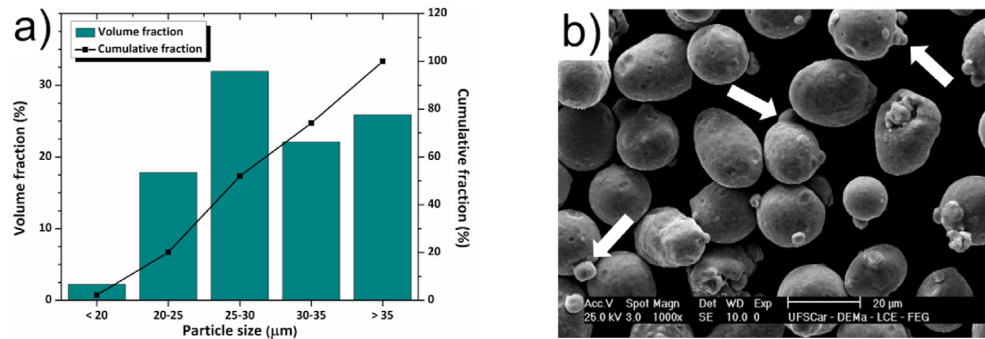 a)
Volume fraction
Cumulative fraction
Volume fraction (%)
0
10
20
30
Cumulative fraction (%)
0
20
40
60
80
100
120
< 20
20-25
25-30
30-35
> 35
Particle size (μm)
b)
Acc.V Spot Magn Det WD Exp
25.0 kV 3.0 1000x SE 10.0 0
20 μm
UFSCar - DEMa - LCE - FEG